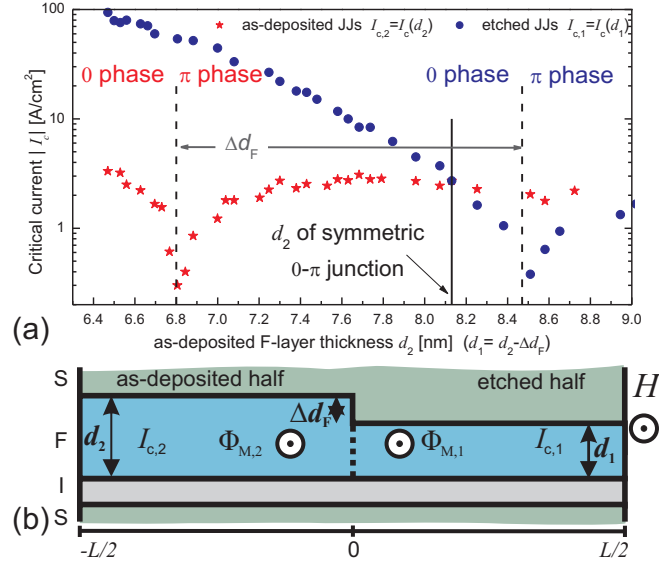 as-deposited JJs I_c,2=I_c(d_2) etched JJs I_c,1=I_c(d_1)
0 phase π phase 0 phase π phase
Δd_F
d_2 of symmetric
0-π junction
Critical current | I_c| [A/cm²]
100
10
1
6.4 6.6 6.8 7.0 7.2 7.4 7.6 7.8 8.0 8.2 8.4 8.6 8.8 9.0
(a) as-deposited F-layer thickness d_2 [nm] (d_1= d_2-Δd_F)
S as-deposited half etched half
H
Δd_F
F d_2 I_c,2 Φ_M,2 Φ_M,1 I_c,1 d_1
I
(b) S
-L/2 0 L/2